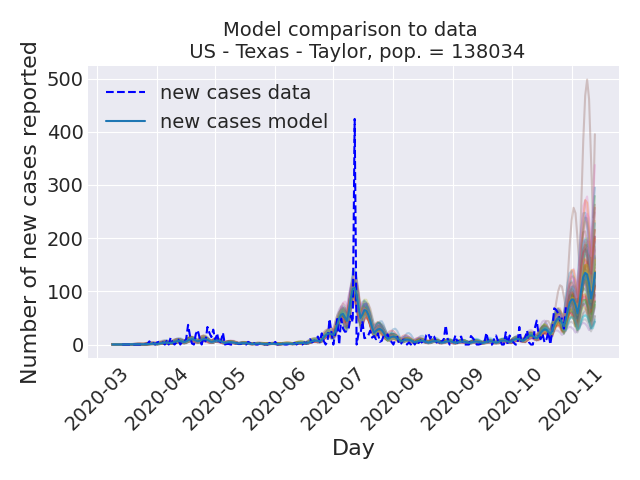 Model comparison to data
US - Texas - Taylor, pop. = 138034
new cases data
new cases model
Number of new cases reported
500
400
300
200
100
0
2020-03
2020-04
2020-05
2020-06
2020-07
2020-08
2020-09
2020-10
2020-11
Day